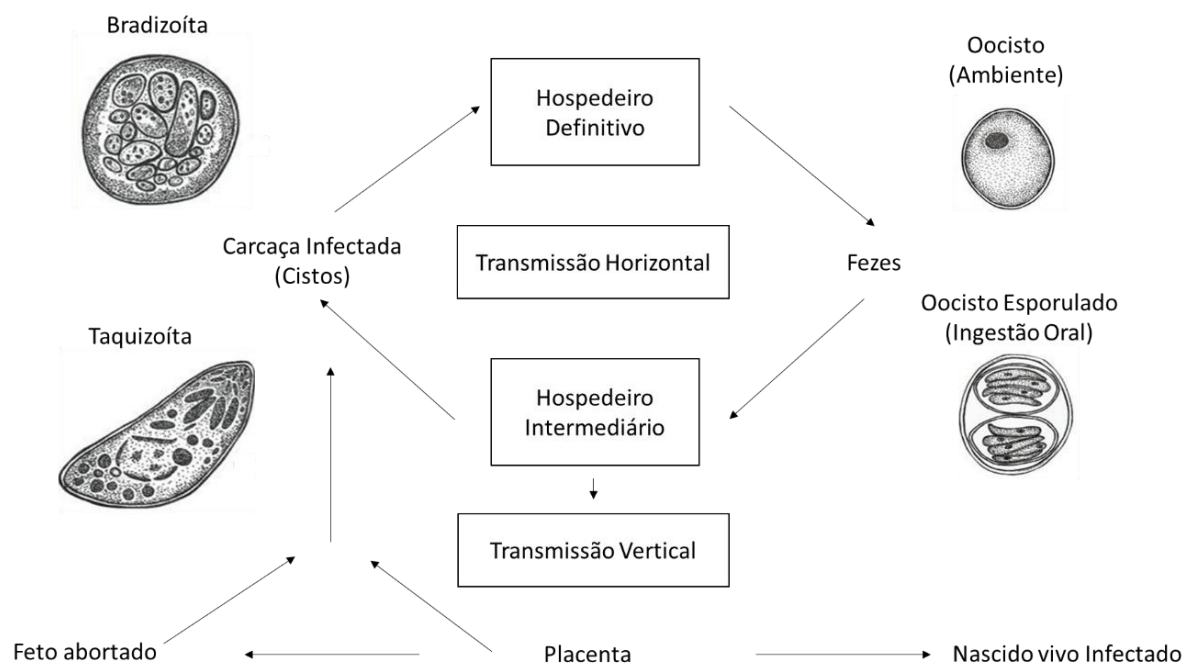 Bradizoíta
Oocisto
(Ambiente)
Hospedeiro
Definitivo
Carcaça Infectada
(Cistos)
Transmissão Horizontal
Fezes
Oocisto Esporulado
(Ingestão Oral)
Taquizoíta
Hospedeiro
Intermediário
Transmissão Vertical
Feto abortado
Placenta
Nascido vivo Infectado